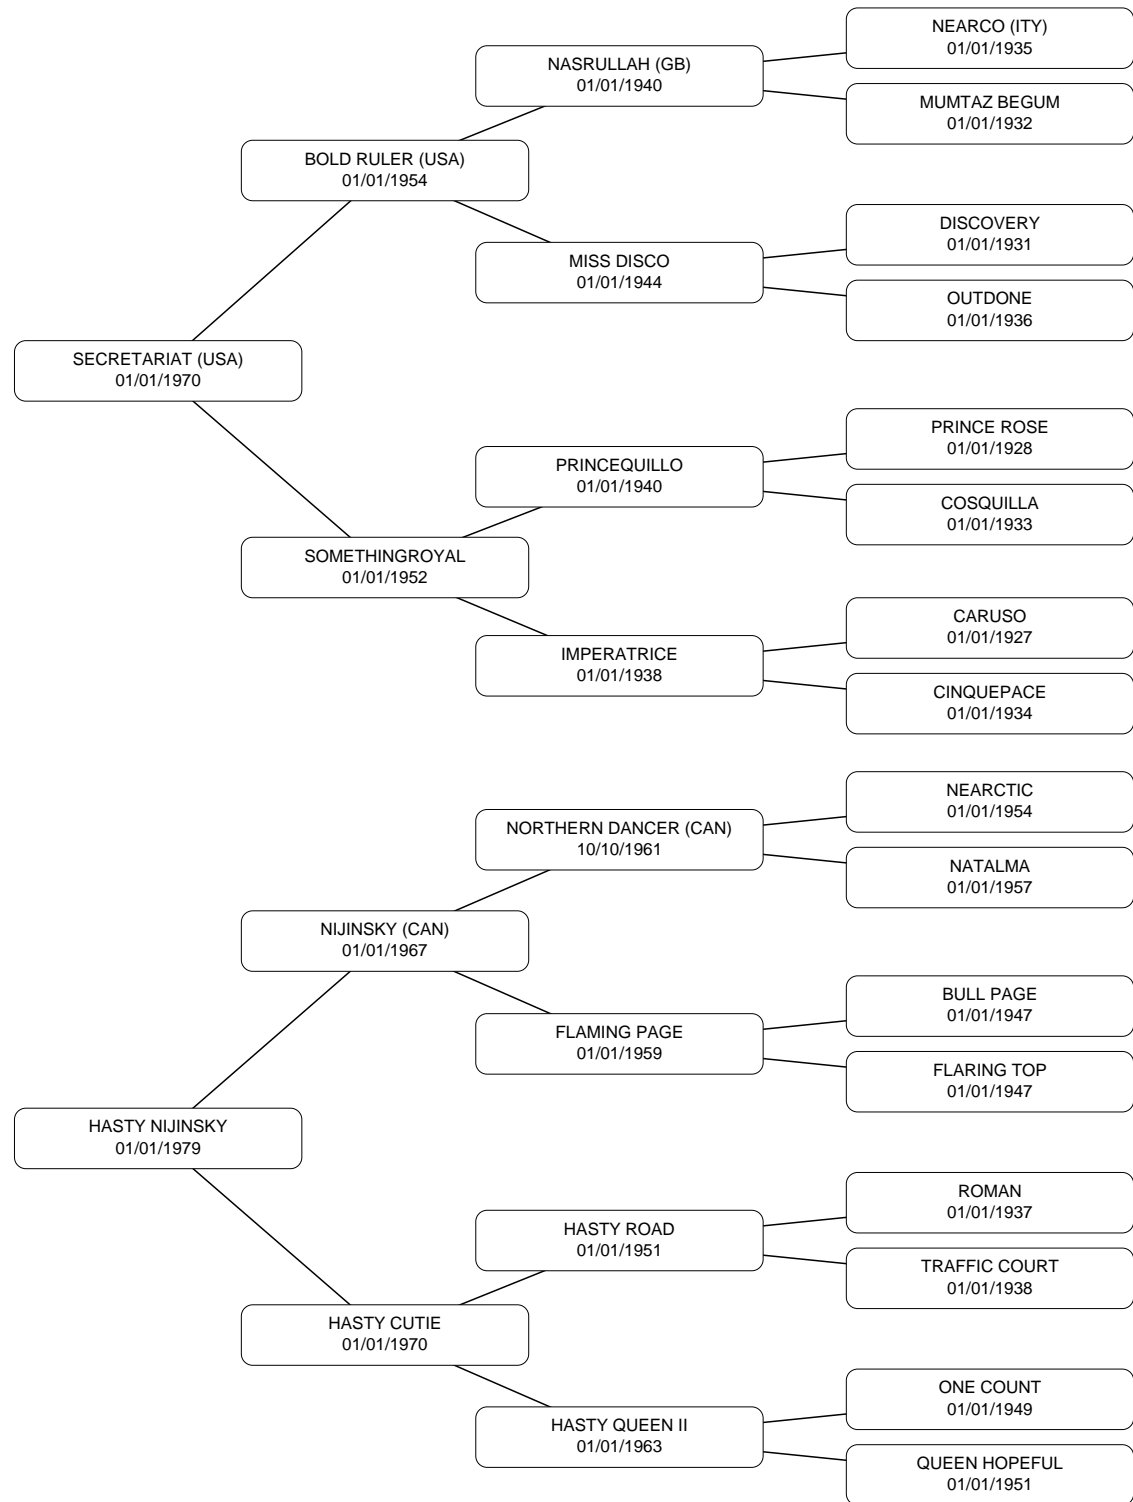 NEARCO (ITY)
01/01/1935
NASRULLAH (GB)
01/01/1940
MUMTAZ BEGUM
01/01/1932
BOLD RULER (USA)
01/01/1954
DISCOVERY
01/01/1931
MISS DISCO
01/01/1944
OUTDONE
01/01/1936
SECRETARIAT (USA)
01/01/1970
PRINCE ROSE
01/01/1928
PRINCEQUILLO
01/01/1940
COSQUILLA
01/01/1933
SOMETHINGROYAL
01/01/1952
CARUSO
01/01/1927
IMPERATRICE
01/01/1938
CINQUEPACE
01/01/1934
NEARCTIC
01/01/1954
NORTHERN DANCER (CAN)
10/10/1961
NATALMA
01/01/1957
NIJINSKY (CAN)
01/01/1967
BULL PAGE
01/01/1947
FLAMING PAGE
01/01/1959
FLARING TOP
01/01/1947
HASTY NIJINSKY
01/01/1979
ROMAN
01/01/1937
HASTY ROAD
01/01/1951
TRAFFIC COURT
01/01/1938
HASTY CUTIE
01/01/1970
ONE COUNT
01/01/1949
HASTY QUEEN II
01/01/1963
QUEEN HOPEFUL
01/01/1951